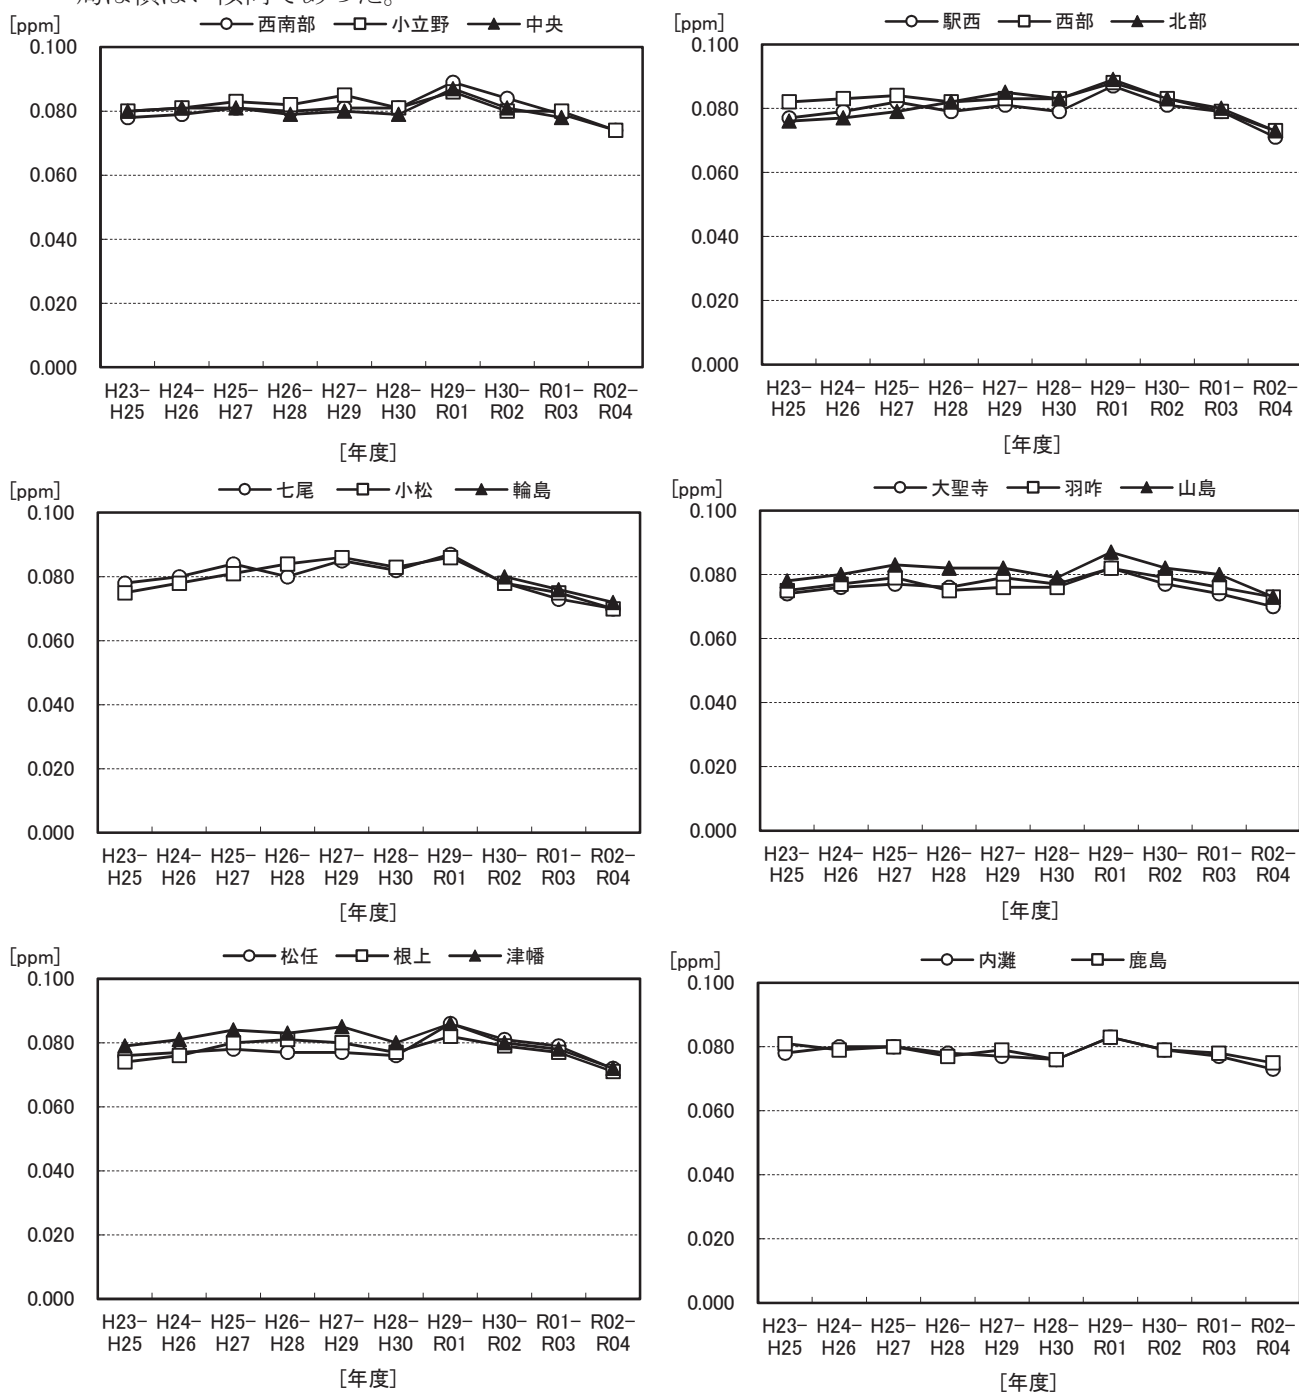 局は横ばい傾向であった。
[ppm] 西南部 小立野 中央
0.100
0.080
0.060
0.040
0.020
0.000
H23- H24- H25- H26- H27- H28- H29- H30- R01- R02-
H25 H26 H27 H28 H29 H30 R01 R02 R03 R04
[年度]
[ppm] 駅西 西部 北部
0.100
0.080
0.060
0.040
0.020
0.000
H23- H24- H25- H26- H27- H28- H29- H30- R01- R02-
H25 H26 H27 H28 H29 H30 R01 R02 R03 R04
[年度]
[ppm] 七尾 小松 輪島
0.100
0.080
0.060
0.040
0.020
0.000
H23- H24- H25- H26- H27- H28- H29- H30- R01- R02-
H25 H26 H27 H28 H29 H30 R01 R02 R03 R04
[年度]
[ppm] 大聖寺 羽咋 山島
0.100
0.080
0.060
0.040
0.020
0.000
H23- H24- H25- H26- H27- H28- H29- H30- R01- R02-
H25 H26 H27 H28 H29 H30 R01 R02 R03 R04
[年度]
[ppm] 松任 根上 津幡
0.100
0.080
0.060
0.040
0.020
0.000
H23- H24- H25- H26- H27- H28- H29- H30- R01- R02-
H25 H26 H27 H28 H29 H30 R01 R02 R03 R04
[年度]
[ppm] 内灘 鹿島
0.100
0.080
0.060
0.040
0.020
0.000
H23- H24- H25- H26- H27- H28- H29- H30- R01- R02-
H25 H26 H27 H28 H29 H30 R01 R02 R03 R04
[年度]